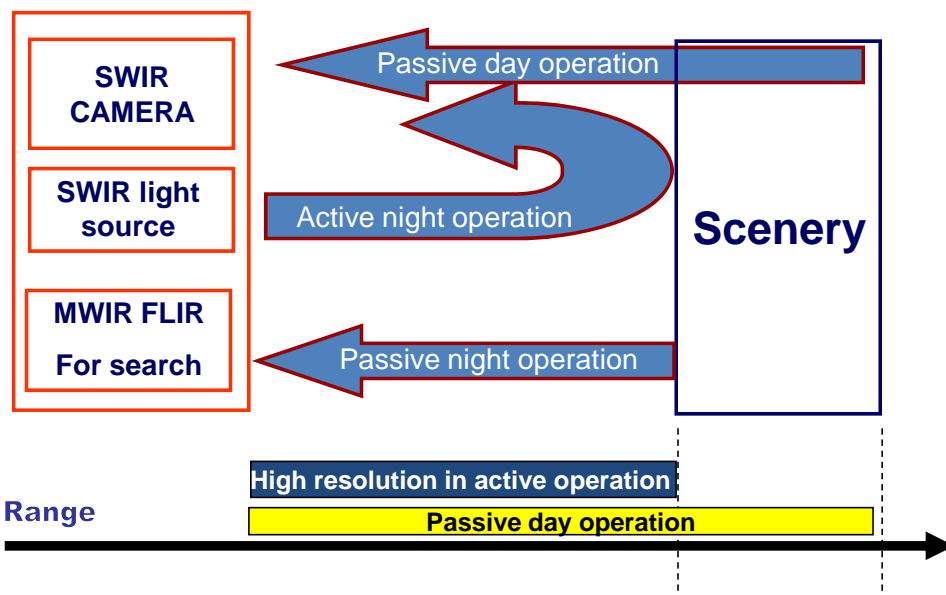 SWIR
CAMERA
Passive day operation
SWIR light
source
Active night operation
Scenery
MWIR FLIR
For search
Passive night operation
High resolution in active operation
Range
Passive day operation